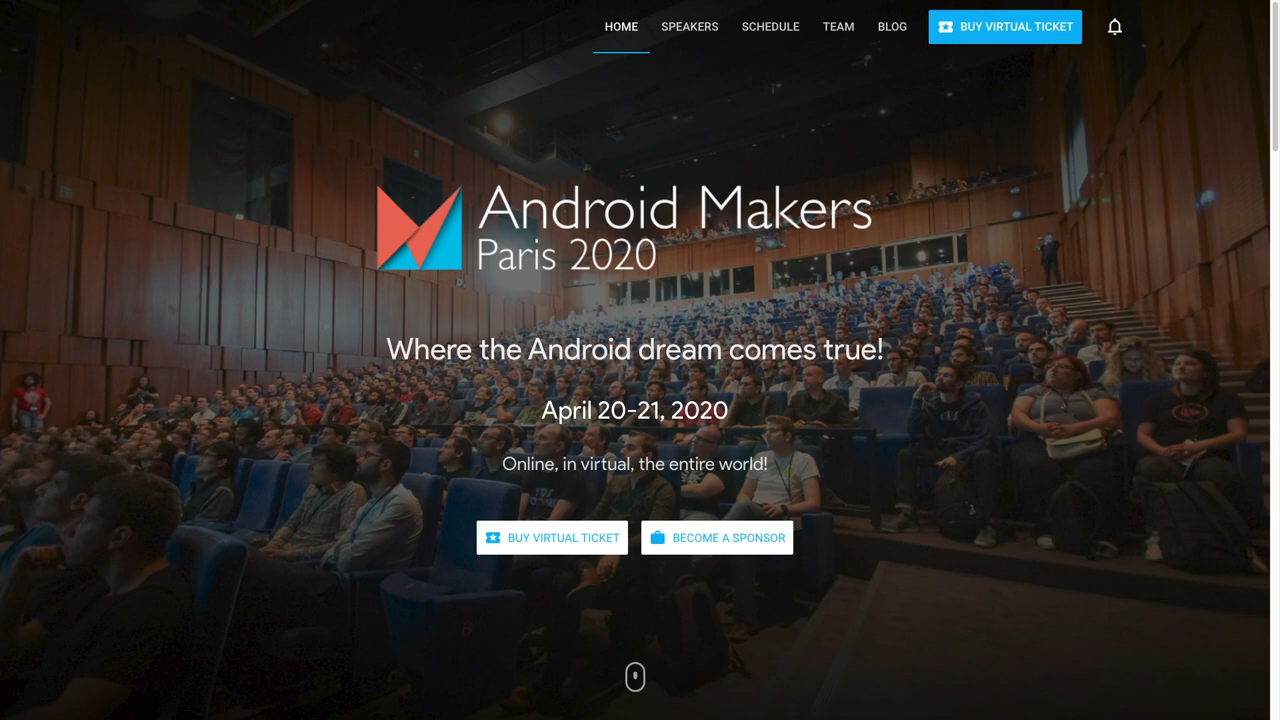 HOME SPEAKERS SCHEDULE TEAM BLOG BUY VIRTUAL TICKET
Android Makers
Paris 2020
Where the Android dream comes true!
April 20-21, 2020
Online, in virtual, the entire world!
BUY VIRTUAL TICKET BECOME A SPONSOR